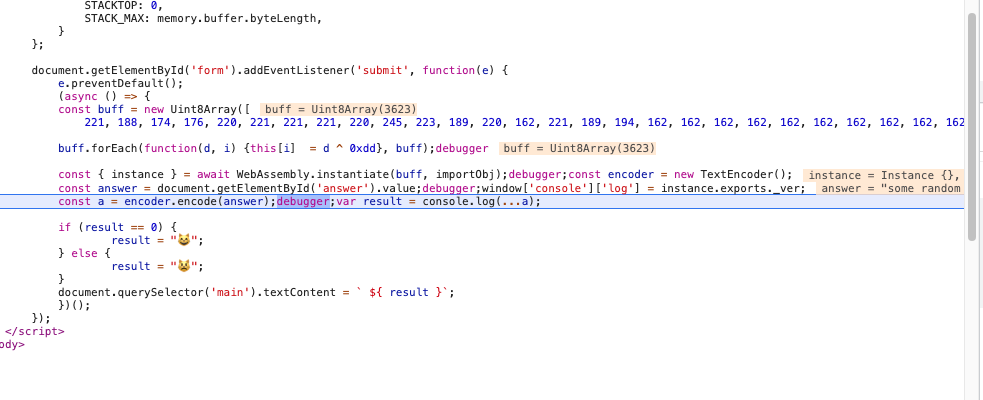 STACKTOP: 0,
STACK_MAX: memory.buffer.byteLength,
}
};
document.getElementById('form').addEventListener('submit', function(e) {
e.preventDefault();
(async () => {
const buff = new Uint8Array([ buff = Uint8Array(3623)
221, 188, 174, 176, 220, 221, 221, 221, 220, 245, 223, 189, 220, 162, 221, 189, 194, 162, 162, 162, 162, 162, 162, 162, 162, 162, 162
buff.forEach(function(d, i) {this[i] = d ^ 0xdd}, buff);debugger buff = Uint8Array(3623)
const { instance } = await WebAssembly.instantiate(buff, importObj);debugger;const encoder = new TextEncoder(); instance = Instance {},
const answer = document.getElementById('answer').value;debugger;window['console']['log'] = instance.exports._ver; answer = "some random
const a = encoder.encode(answer);debugger;var result = console.log(...a);
if (result == 0) {
result = "😺";
} else {
result = "😿";
}
document.querySelector('main').textContent = ` ${ result }`;
})();
});
</script>
ody>